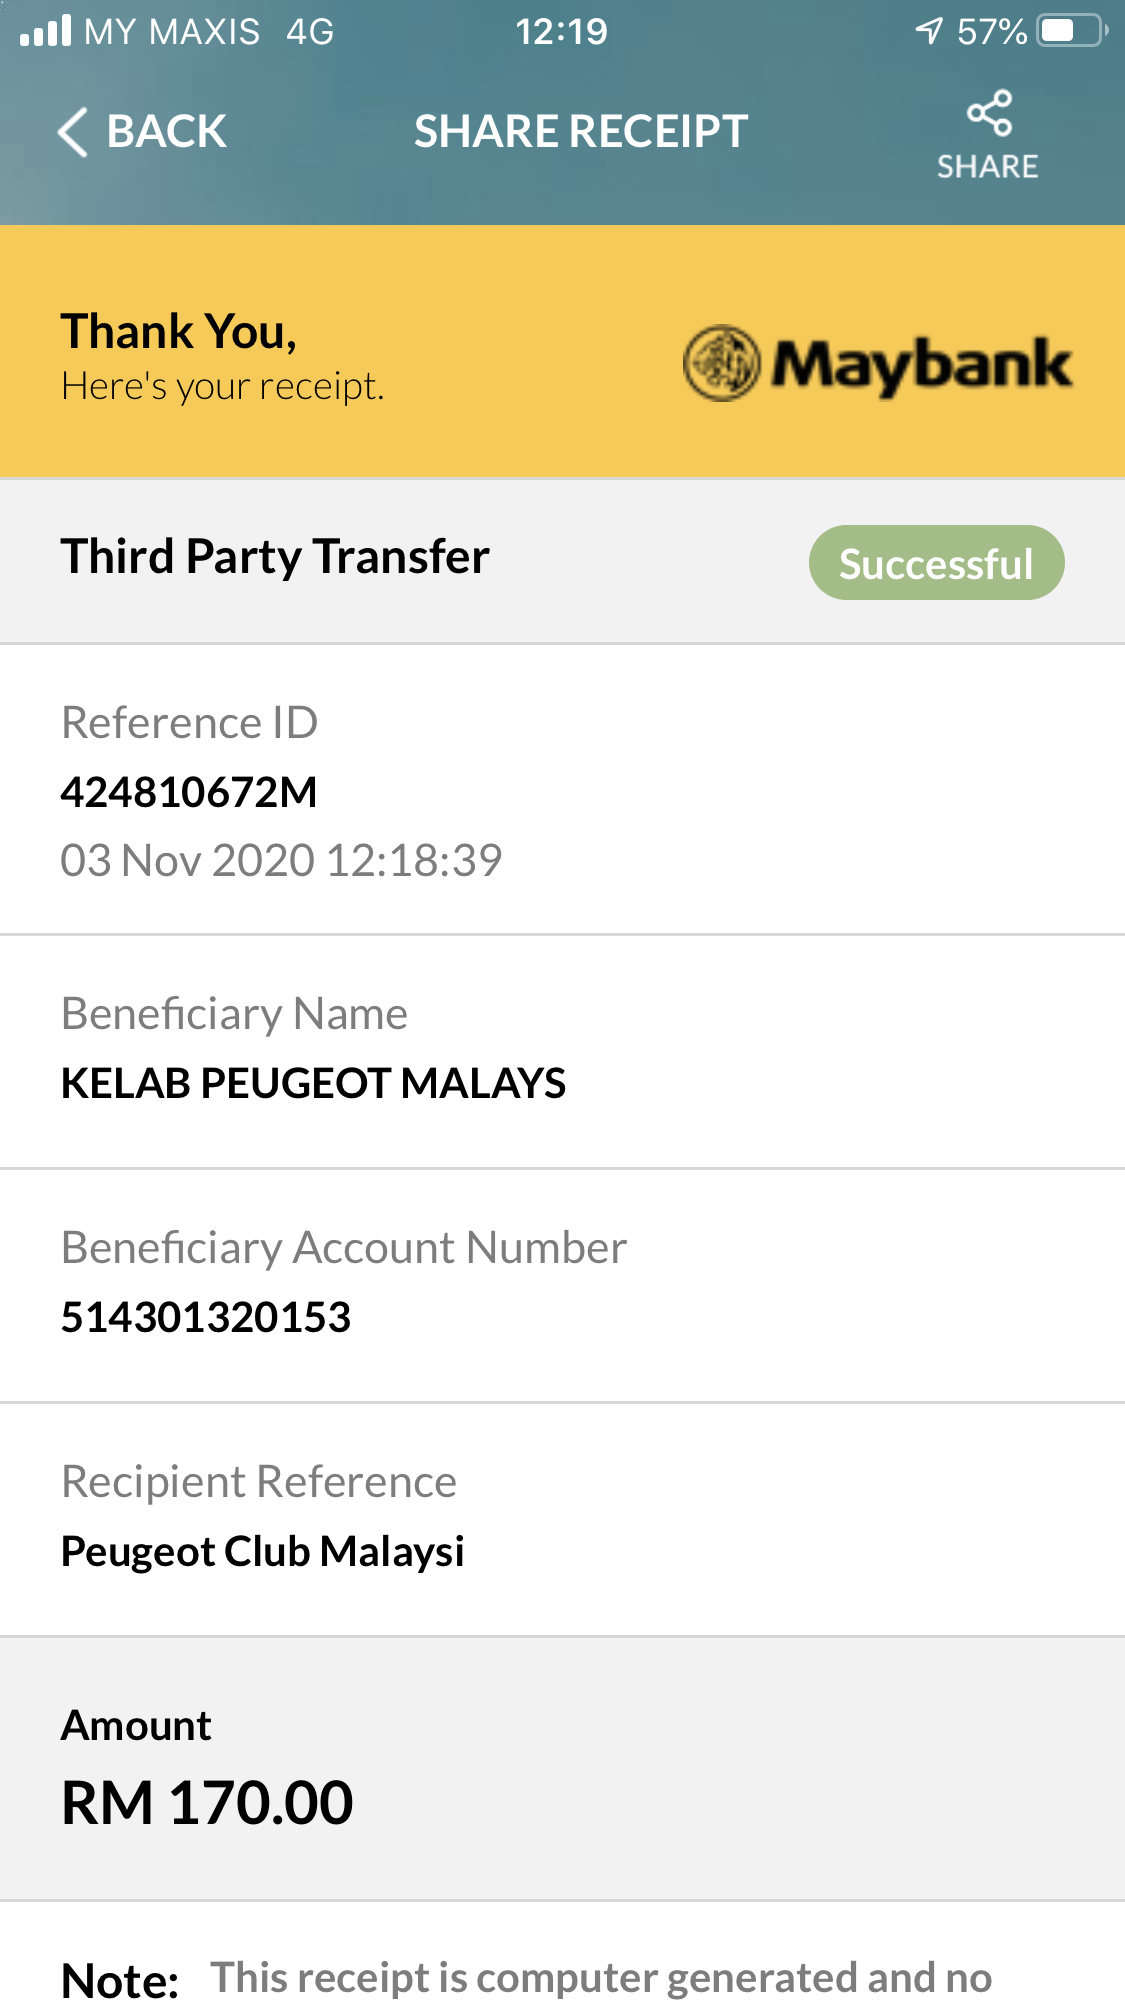 MY MAXIS 4G 12:19 57%
BACK SHARE RECEIPT
SHARE
Thank You,
Here's your receipt.
Maybank
Third Party Transfer Successful
Reference ID
424810672M
03 Nov 2020 12:18:39
Beneficiary Name
KELAB PEUGEOT MALAYS
Beneficiary Account Number
514301320153
Recipient Reference
Peugeot Club Malaysi
Amount
RM 170.00
Note: This receipt is computer generated and no